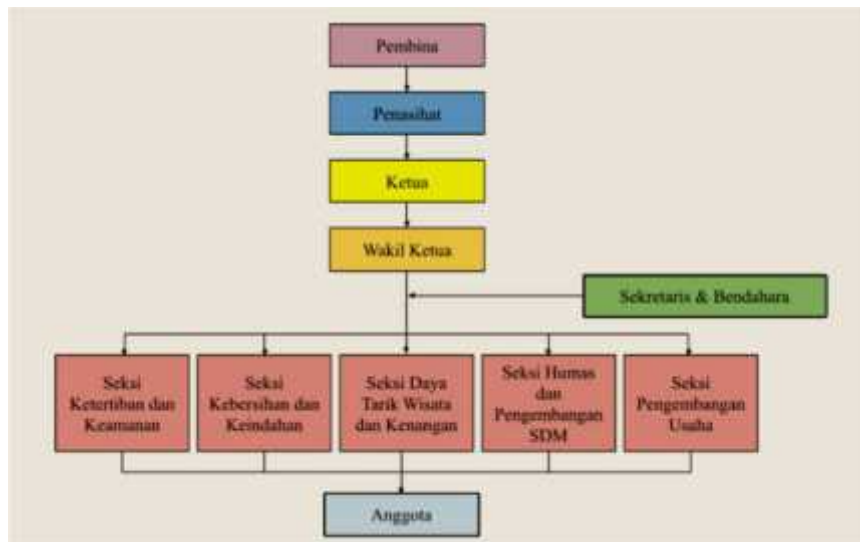 Pembina
Penasihat
Ketua
Wakil Ketua
Sekretaris & Bendahara
Seksi
Ketertiban dan
Keamanan
Seksi
Kebersihan dan
Keindahan
Seksi Daya
Tarik Wisata
dan Kenangan
Seksi Humas
dan
Pengembangan
SDM
Seksi
Pengembangan
Usaha
Anggota